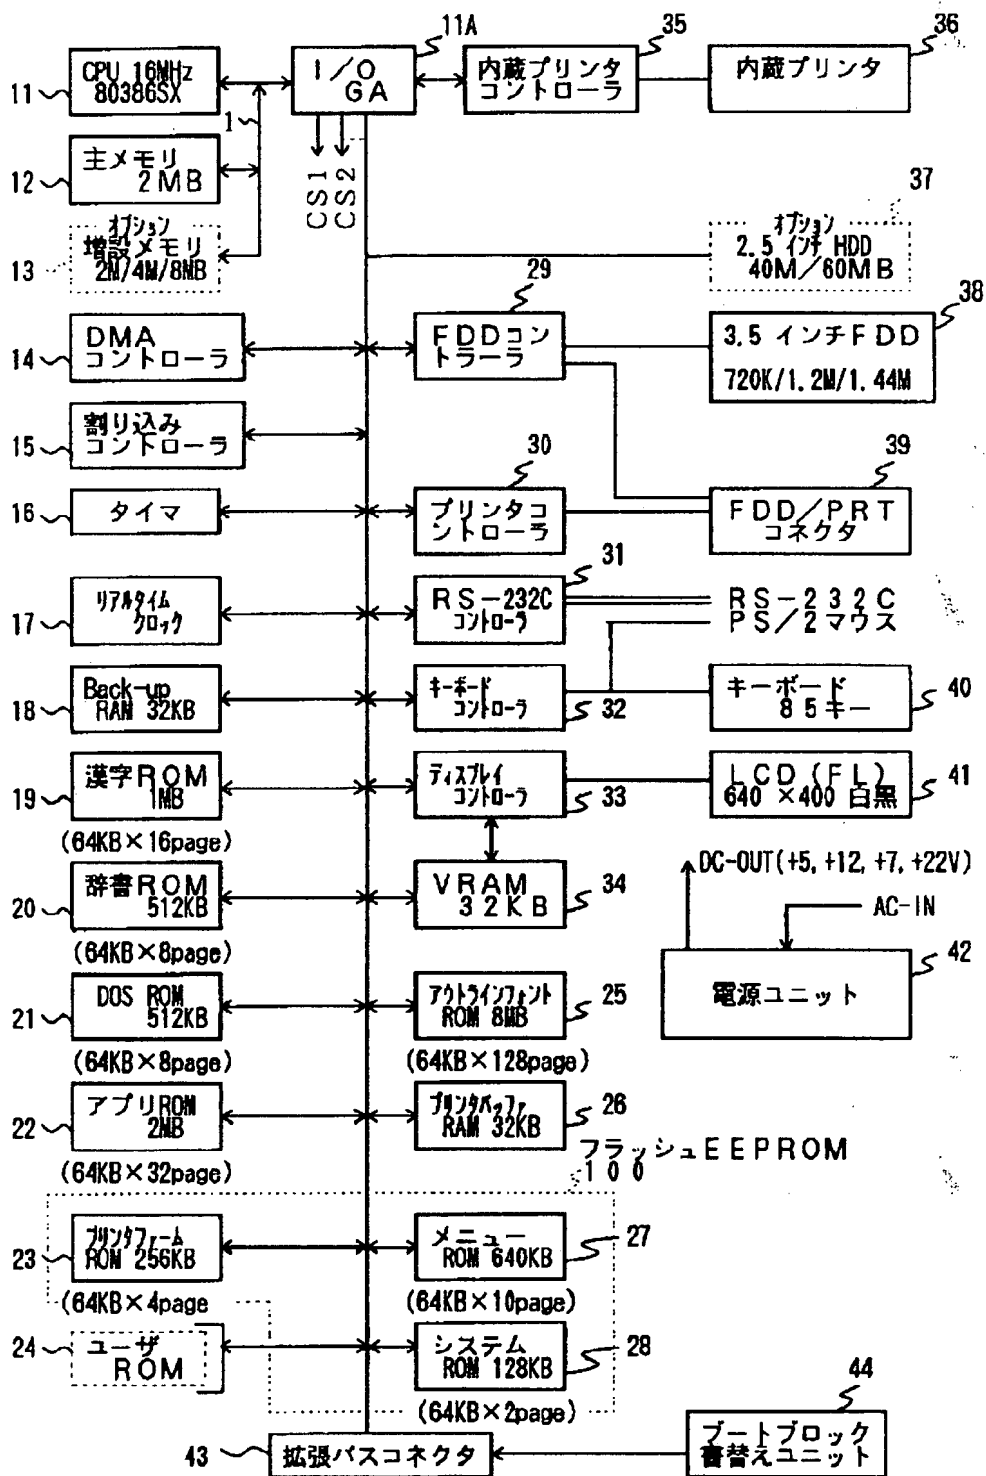 11A
35
36
11
CPU 16MHz
80386SX
I/O
GA
内蔵プリンタ
コントローラ
内蔵プリンタ
1
12
主メモリ
2MB
CS1
CS2
37
13
オプション
増設メモリ
2M/4M/8MB
オプション
2.5 インチ HDD
40M/60MB
29
38
14
DMA
コントローラ
FDDコン
トラーラ
3.5 インチFDD
720K/1.2M/1.44M
15
割り込み
コントローラ
30
39
16
タイマ
プリンタコ
ントローラ
FDD/PRT
コネクタ
31
17
リアルタイム
クロック
RS-232C
コントローラ
RS-232C
PS/2マウス
18
Back-up
RAM 32KB
キーボード
コントローラ
32
キーボード
85キー
40
19
漢字ROM
1MB
(64KB×16page)
ディスプレイ
コントローラ
33
LCD(FL)
640×400 白黒
41
DC-OUT(+5, +12, +7, +22V)
20
辞書ROM
512KB
(64KB×8page)
VRAM
32KB
34
AC-IN
42
21
DOS ROM
512KB
(64KB×8page)
アウトラインフォント
ROM 8MB
(64KB×128page)
25
電源ユニット
22
アプリROM
2MB
(64KB×32page)
プリンタバッファ
RAM 32KB
26
フラッシュEEPROM
100
23
プリンタファーム
ROM 256KB
(64KB×4page
メニュー
ROM 640KB
(64KB×10page)
27
24
ユーザ
ROM
システム
ROM 128KB
(64KB×2page)
28
44
43
拡張バスコネクタ
ブートブロック
書替えユニット